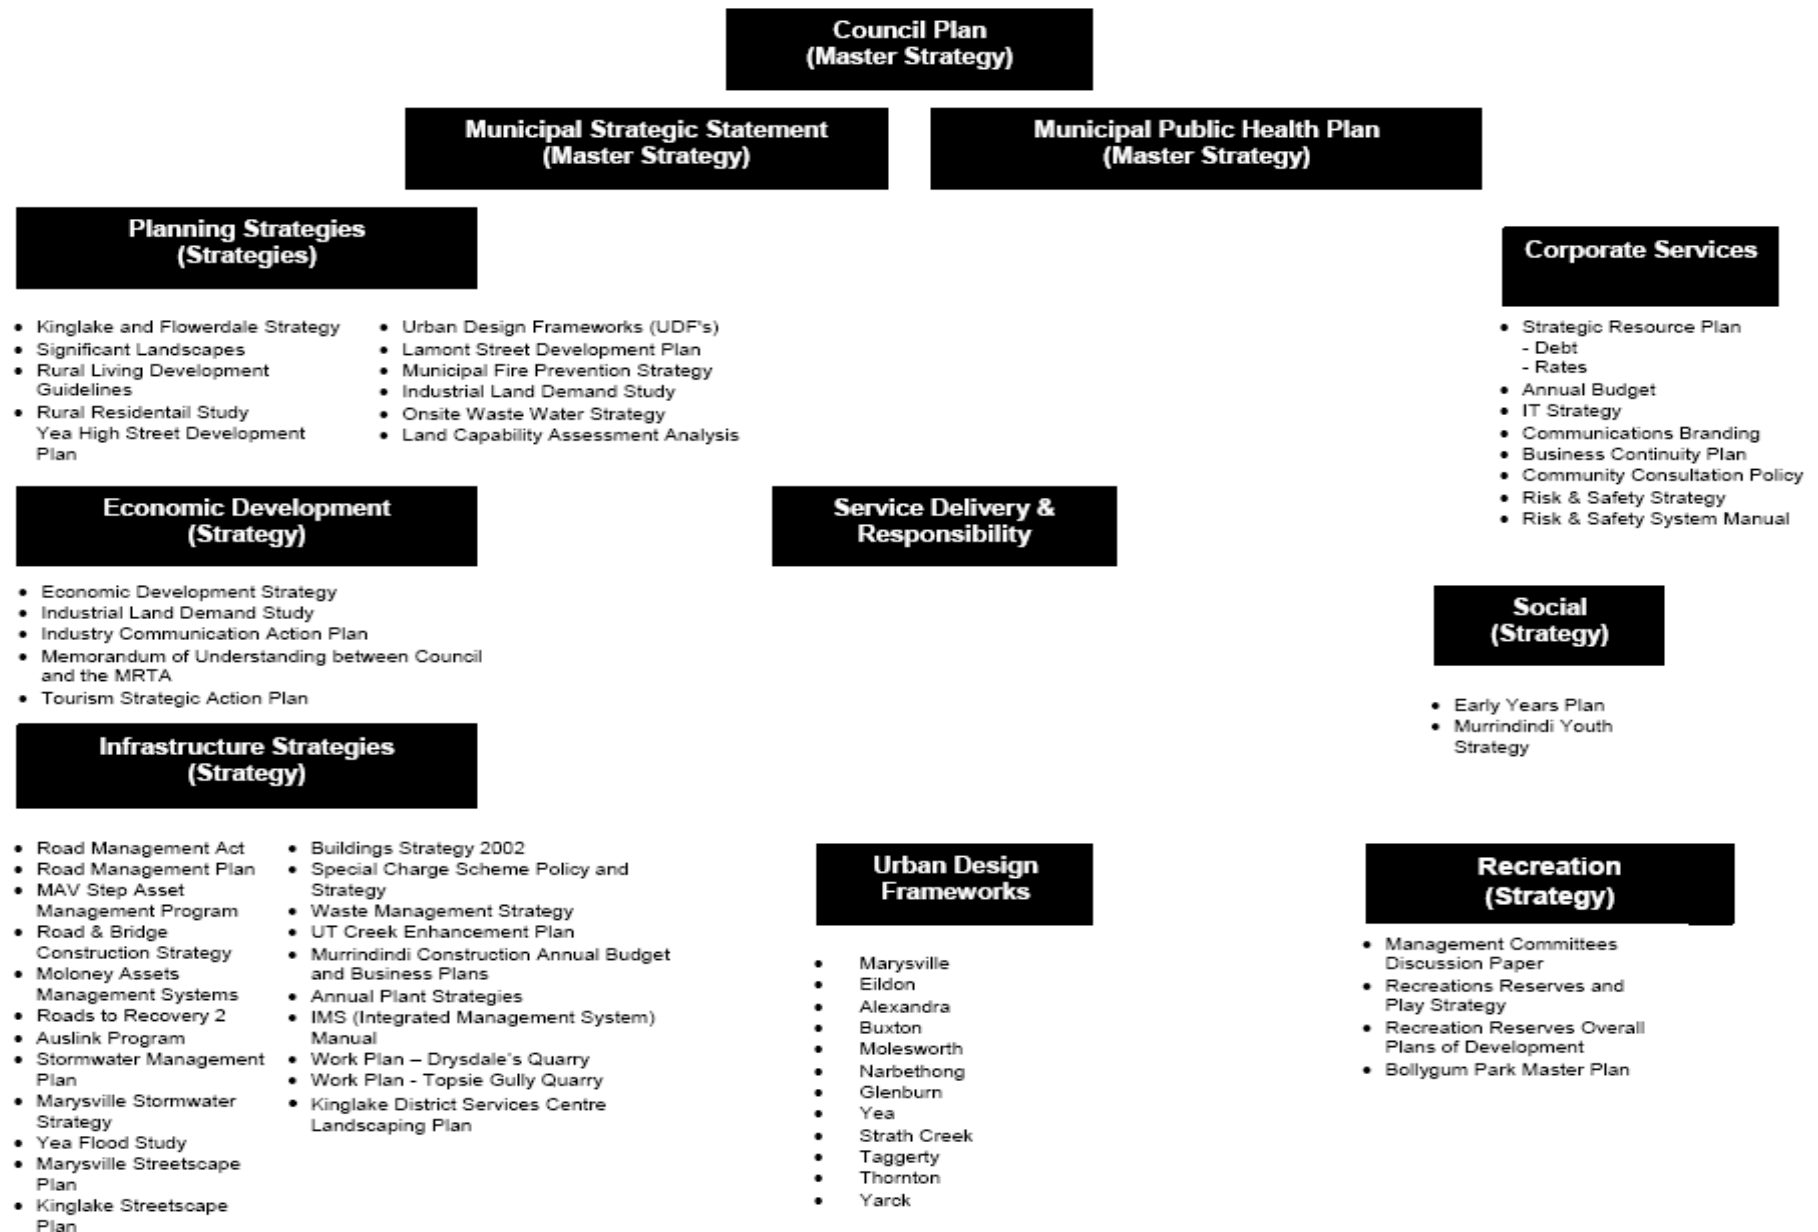 Council Plan
(Master Strategy)
Municipal Strategic Statement
(Master Strategy)
Municipal Public Health Plan
(Master Strategy)
Planning Strategies
(Strategies)
• Kinglake and Flowerdale Strategy
• Significant Landscapes
• Rural Living Development
Guidelines
• Rural Residentail Study
Yea High Street Development
Plan
• Urban Design Frameworks (UDF's)
• Lamont Street Development Plan
• Municipal Fire Prevention Strategy
• Industrial Land Demand Study
• Onsite Waste Water Strategy
• Land Capability Assessment Analysis
Corporate Services
• Strategic Resource Plan
- Debt
- Rates
• Annual Budget
• IT Strategy
• Communications Branding
• Business Continuity Plan
• Community Consultation Policy
• Risk & Safety Strategy
• Risk & Safety System Manual
Economic Development
(Strategy)
• Economic Development Strategy
• Industrial Land Demand Study
• Industry Communication Action Plan
• Memorandum of Understanding between Council
and the MRTA
• Tourism Strategic Action Plan
Service Delivery &
Responsibility
Social
(Strategy)
• Early Years Plan
• Murrindindi Youth
Strategy
Infrastructure Strategies
(Strategy)
• Road Management Act
• Road Management Plan
• MAV Step Asset
Management Program
• Road & Bridge
Construction Strategy
• Moloney Assets
Management Systems
• Roads to Recovery 2
• Auslink Program
• Stormwater Management
Plan
• Marysville Stormwater
Strategy
• Yea Flood Study
• Marysville Streetscape
Plan
• Kinglake Streetscape
Plan
• Buildings Strategy 2002
• Special Charge Scheme Policy and
Strategy
• Waste Management Strategy
• UT Creek Enhancement Plan
• Murrindindi Construction Annual Budget
and Business Plans
• Annual Plant Strategies
• IMS (Integrated Management System)
Manual
• Work Plan – Drysdale's Quarry
• Work Plan - Topsie Gully Quarry
• Kinglake District Services Centre
Landscaping Plan
Urban Design
Frameworks
• Marysville
• Eildon
• Alexandra
• Buxton
• Molesworth
• Narbethong
• Glenburn
• Yea
• Strath Creek
• Taggerty
• Thornton
• Yarck
Recreation
(Strategy)
• Management Committees
Discussion Paper
• Recreations Reserves and
Play Strategy
• Recreation Reserves Overall
Plans of Development
• Bollygum Park Master Plan